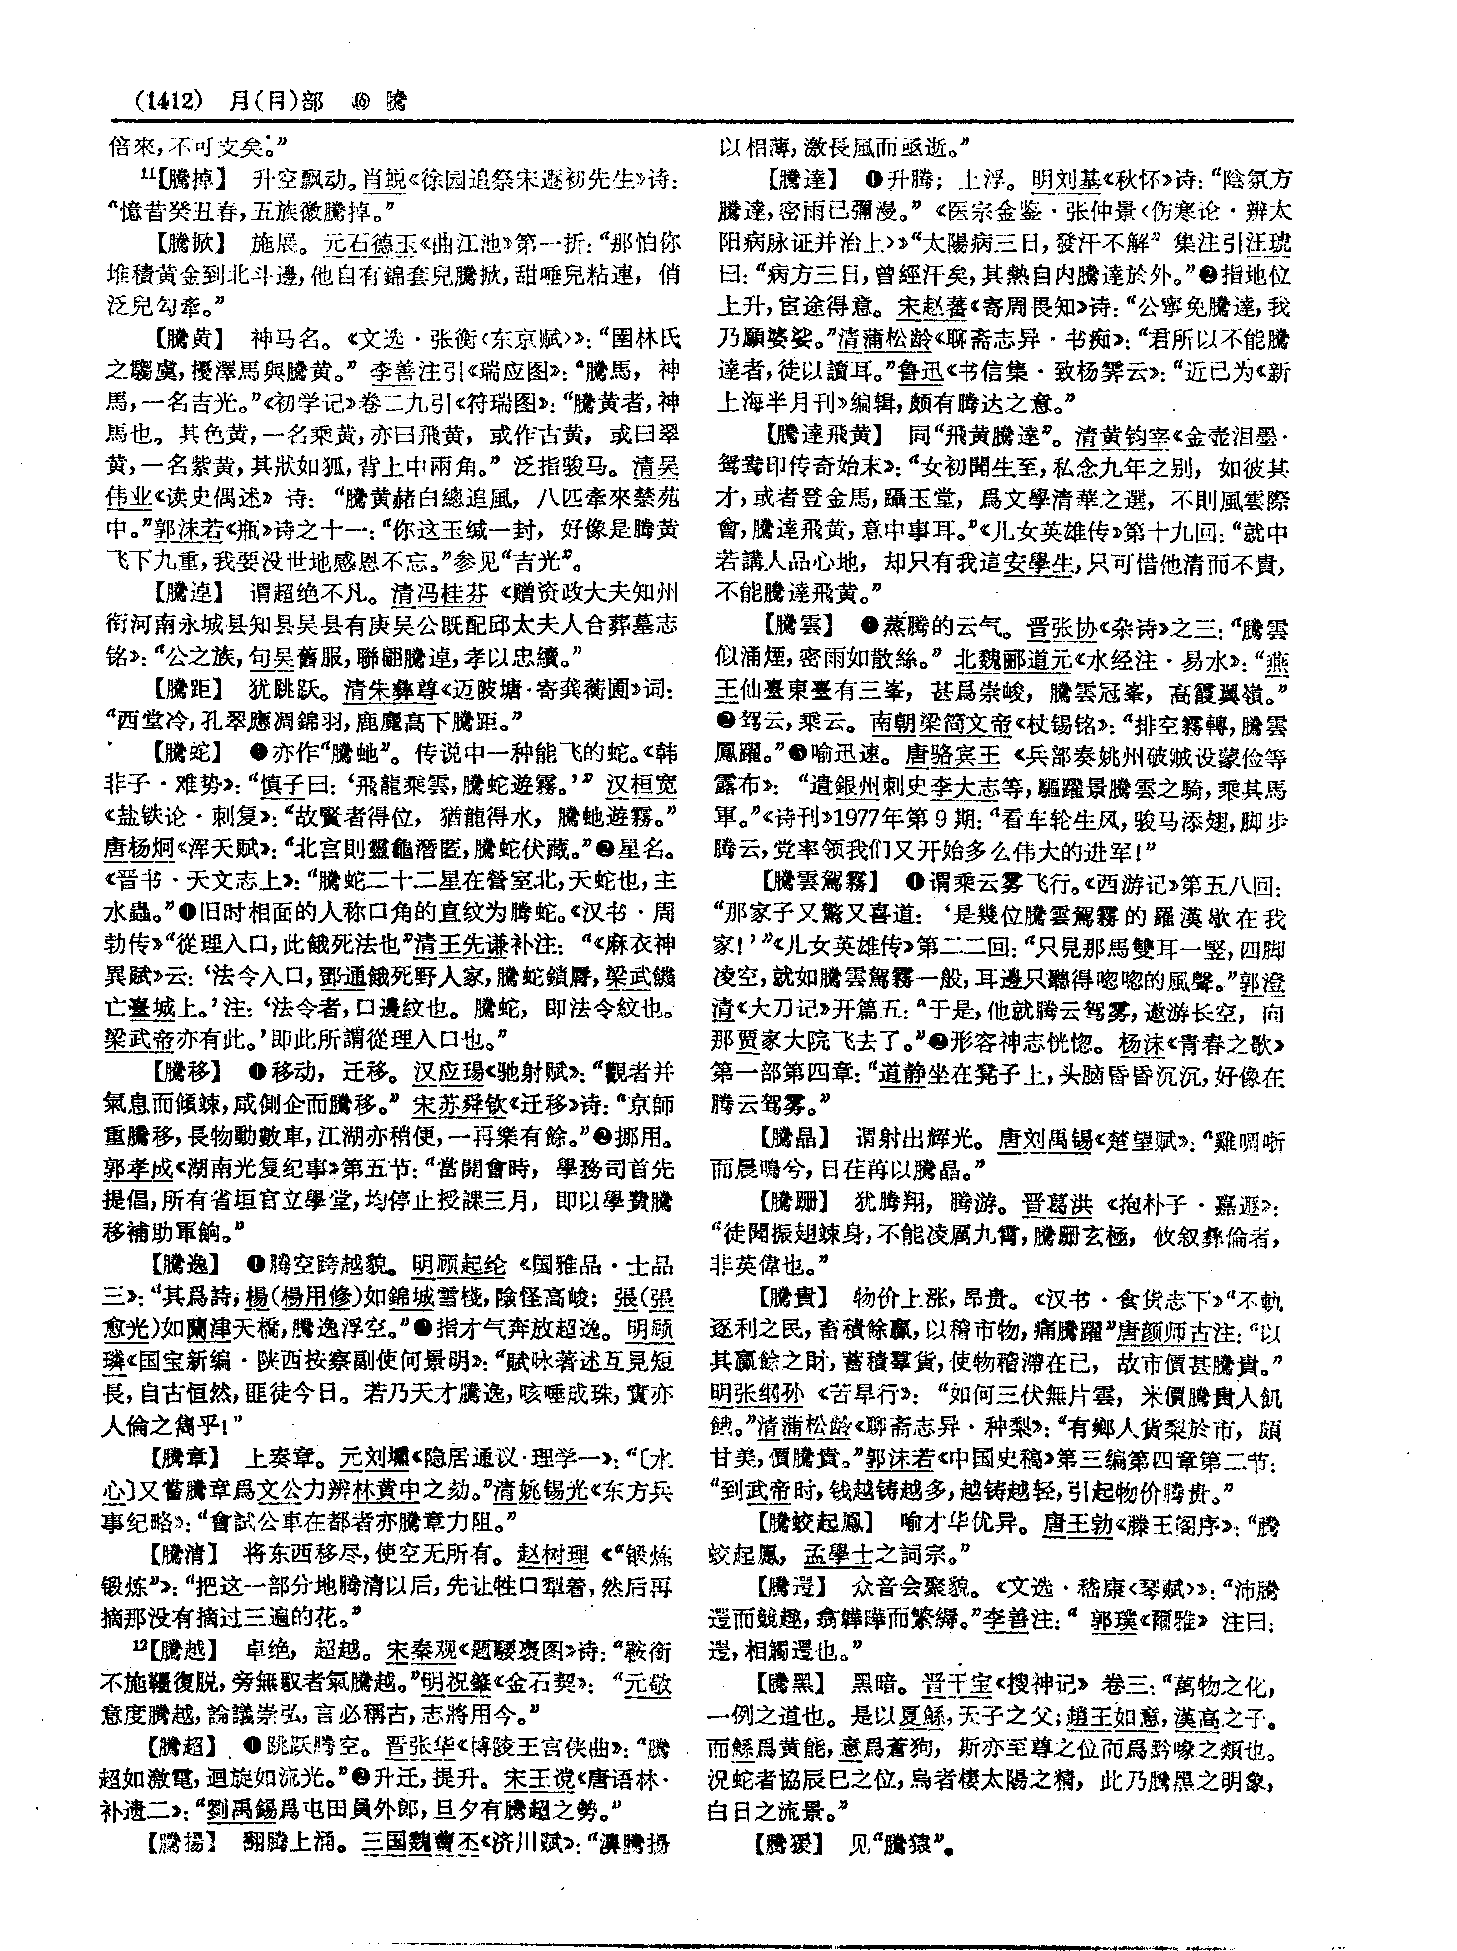 (1412) 月(⺼)部 ⑯ 騰
倍來,不可支矣。”
¹¹【騰掉】 升空飘动。肖蜕《徐园追祭宋遯初先生》诗:
“憶昔癸丑春,五族徽騰掉。”
【騰掀】 施展。元石德玉《曲江池》第一折:“那怕你
堆積黄金到北斗邊,他自有錦套兒騰掀,甜唾兒粘連,俏
泛兒勾牽。”
【騰黄】 神马名。《文选·张衡〈东京赋〉》:“圉林氏
之騶虞,擾澤馬與騰黄。”李善注引《瑞应图》:“騰馬,神
馬,一名吉光。”《初学记》卷二九引《符瑞图》:“騰黄者,神
馬也。其色黄,一名乘黄,亦曰飛黄,或作古黄,或曰翠
黄,一名紫黄,其狀如狐,背上中兩角。”泛指骏马。清吴
伟业《读史偶述》诗:“騰黄赭白總追風,八匹牽來禁苑
中。”郭沫若《瓶》诗之十一:“你这玉缄一封,好像是腾黄
飞下九重,我要没世地感恩不忘。”参见“吉光”。
【騰遑】 谓超绝不凡。清冯桂芬《赠资政大夫知州
衔河南永城县知县吴县有庚吴公既配邱太夫人合葬墓志
铭》:“公之族,句吴舊服,聯翩騰逴,孝以忠續。”
【騰距】 犹跳跃。清朱彝尊《迈陂塘·寄龚蘅圃》词:
“西堂冷,孔翠應凋錦羽,鹿麑高下騰距。”
【騰蛇】 ❶亦作“騰虵”。传说中一种能飞的蛇。《韩
非子·难势》:“慎子曰:‘飛龍乘雲,騰蛇遊霧。’”汉桓宽
《盐铁论·刺复》:“故賢者得位,猶龍得水,騰虵遊霧。”
唐杨炯《浑天赋》:“北宫則靈龜潛匿,騰蛇伏藏。”❷星名。
《晋书·天文志上》:“騰蛇二十二星在營室北,天蛇也,主
水蟲。”❸旧时相面的人称口角的直纹为腾蛇。《汉书·周
勃传》“從理入口,此餓死法也”清王先谦补注:“《麻衣神
異賦》云:‘法令入口,鄧通餓死野人家,騰蛇鎖脣,梁武饑
亡臺城上。’注:‘法令者,口邊紋也。騰蛇,即法令紋也。
梁武帝亦有此。’即此所謂從理入口也。”
【騰移】 ❶移动,迁移。汉应瑒《驰射赋》:“觀者并
氣息而傾竦,咸側企而騰移。”宋苏舜钦《迁移》诗:“京師
重騰移,長物動數車,江湖亦稍便,一再樂有餘。”❷挪用。
郭孝成《湖南光复纪事》第五节:“當開會時,學務司首先
提倡,所有省垣官立學堂,均停止授課三月,即以學費騰
移補助軍餉。”
【騰逸】 ❶腾空跨越貌。明顾起纶《国雅品·士品
三》:“其爲詩,楊(楊用修)如錦城雪棧,險怪高峻;張(張
愈光)如蘭津天橋,騰逸浮空。”❷指才气奔放超逸。明顾
璘《国宝新编·陕西按察副使何景明》:“賦咏著述互見短
長,自古恒然,匪徒今日。若乃天才騰逸,咳唾成珠,實亦
人倫之雋乎!”
【騰章】 上奏章。元刘壎《隐居通议·理学一》:“〔水
心〕又嘗騰章爲文公力辨林黄中之劾。”清姚锡光《东方兵
事纪略》:“會試公車在都者亦騰章力阻。”
【騰清】 将东西移尽,使空无所有。赵树理《“锻炼
锻炼”》:“把这一部分地腾清以后,先让牲口犁着,然后再
摘那没有摘过三遍的花。”
¹²【騰越】 卓绝,超越。宋秦观《题騕褭图》诗:“鞍銜
不施韁復脱,旁無馭者氣騰越。”明祝肇《金石契》:“元敬
意度騰越,論議崇弘,言必稱古,志將用今。”
【騰超】 ❶跳跃腾空。晋张华《博陵王宫侠曲》:“騰
超如激電,迴旋如流光。”❷升迁,提升。宋王谠《唐语林·
补遗二》:“劉禹錫爲屯田員外郎,旦夕有騰超之勢。”
【騰揚】 翻腾上涌。三国魏曹丕《济川赋》:“濞騰揚
以相薄,激長風而亟逝。”
【騰達】 ❶升腾;上浮。明刘基《秋怀》诗:“陰氛方
騰達,密雨已彌漫。”《医宗金鉴·张仲景〈伤寒论·辨太
阳病脉证并治上〉》“太陽病三日,發汗不解”集注引汪琥
曰:“病方三日,曾經汗矣,其熱自内騰達於外。”❷指地位
上升,宦途得意。宋赵蕃《寄周畏知》诗:“公寧免騰達,我
乃願婆娑。”清蒲松龄《聊斋志异·书痴》:“君所以不能騰
達者,徒以讀耳。”鲁迅《书信集·致杨霁云》:“近已为《新
上海半月刊》编辑,颇有腾达之意。”
【騰達飛黄】 同“飛黄騰達”。清黄钧宰《金壶泪墨·
鸳鸯印传奇始末》:“女初聞生至,私念九年之别,如彼其
才,或者登金馬,躡玉堂,爲文學清華之選,不則風雲際
會,騰達飛黄,意中事耳。”《儿女英雄传》第十九回:“就中
若講人品心地,却只有我這安學生,只可惜他清而不貴,
不能騰達飛黄。”
【騰雲】 ❶蒸腾的云气。晋张协《杂诗》之三:“騰雲
似涌煙,密雨如散絲。”北魏郦道元《水经注·易水》:“燕
王仙臺東臺有三峯,甚爲崇峻,騰雲冠峯,高霞翼嶺。”
❷驾云,乘云。南朝梁简文帝《杖锡铭》:“排空霧轉,騰雲
鳳躍。”❸喻迅速。唐骆宾王《兵部奏姚州破贼设蒙俭等
露布》:“遣銀州刺史李大志等,驅躍景騰雲之騎,乘其馬
軍。”《诗刊》1977年第9期:“看车轮生风,骏马添翅,脚步
腾云,党率领我们又开始多么伟大的进军!”
【騰雲駕霧】 ❶谓乘云雾飞行。《西游记》第五八回:
“那家子又驚又喜道:‘是幾位騰雲駕霧的羅漢歇在我
家!’”《儿女英雄传》第二二回:“只見那馬雙耳一竪,四脚
凌空,就如騰雲駕霧一般,耳邊只聽得唿唿的風聲。”郭澄
清《大刀记》开篇五:“于是,他就腾云驾雾,遨游长空,向
那贾家大院飞去了。”❷形容神志恍惚。杨沫《青春之歌》
第一部第四章:“道静坐在凳子上,头脑昏昏沉沉,好像在
腾云驾雾。”
【騰晶】 谓射出辉光。唐刘禹锡《楚望赋》:“雞啁哳
而晨鳴兮,日荏苒以騰晶。”
【騰跚】 犹腾翔,腾游。晋葛洪《抱朴子·嘉遯》:
“徒聞振翅竦身,不能凌厲九霄,騰跚玄極,攸叙彝倫者,
非英偉也。”
【騰貴】 物价上涨,昂贵。《汉书·食货志下》“不軌
逐利之民,畜積餘贏,以稽市物,痛騰躍”唐颜师古注:“以
其贏餘之財,蓄積羣貨,使物稽滯在己,故市價甚騰貴。”
明张纲孙《苦旱行》:“如何三伏無片雲,米價騰貴人飢
餓。”清蒲松龄《聊斋志异·种梨》:“有鄉人貨梨於市,頗
甘美,價騰貴。”郭沫若《中国史稿》第三编第四章第二节:
“到武帝时,钱越铸越多,越铸越轻,引起物价腾贵。”
【騰蛟起鳳】 喻才华优异。唐王勃《滕王阁序》:“騰
蛟起鳳,孟學士之詞宗。”
【騰遝】 众音会聚貌。《文选·嵇康〈琴赋〉》:“沛騰
遝而競趣,翕韡曄而繁縟。”李善注:“郭璞《爾雅》注曰:
遝,相觸遝也。”
【騰黑】 黑暗。晋干宝《搜神记》卷三:“萬物之化,
一例之道也。是以夏鯀,天子之父;趙王如意,漢高之子。
而鯀爲黄能,意爲蒼狗,斯亦至尊之位而爲黔喙之類也。
況蛇者協辰巳之位,烏者棲太陽之精,此乃騰黑之明象,
白日之流景。”
【騰猨】 见“騰猿”。